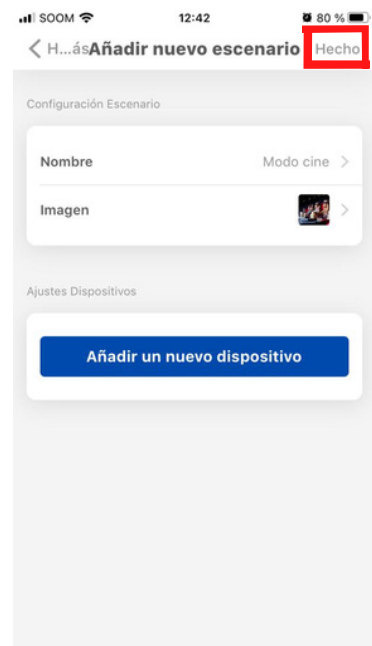 SOOM 12:42 80 %
H...ás Añadir nuevo escenario Hecho
Configuración Escenario
Nombre Modo cine
Imagen
Ajustes Dispositivos
Añadir un nuevo dispositivo